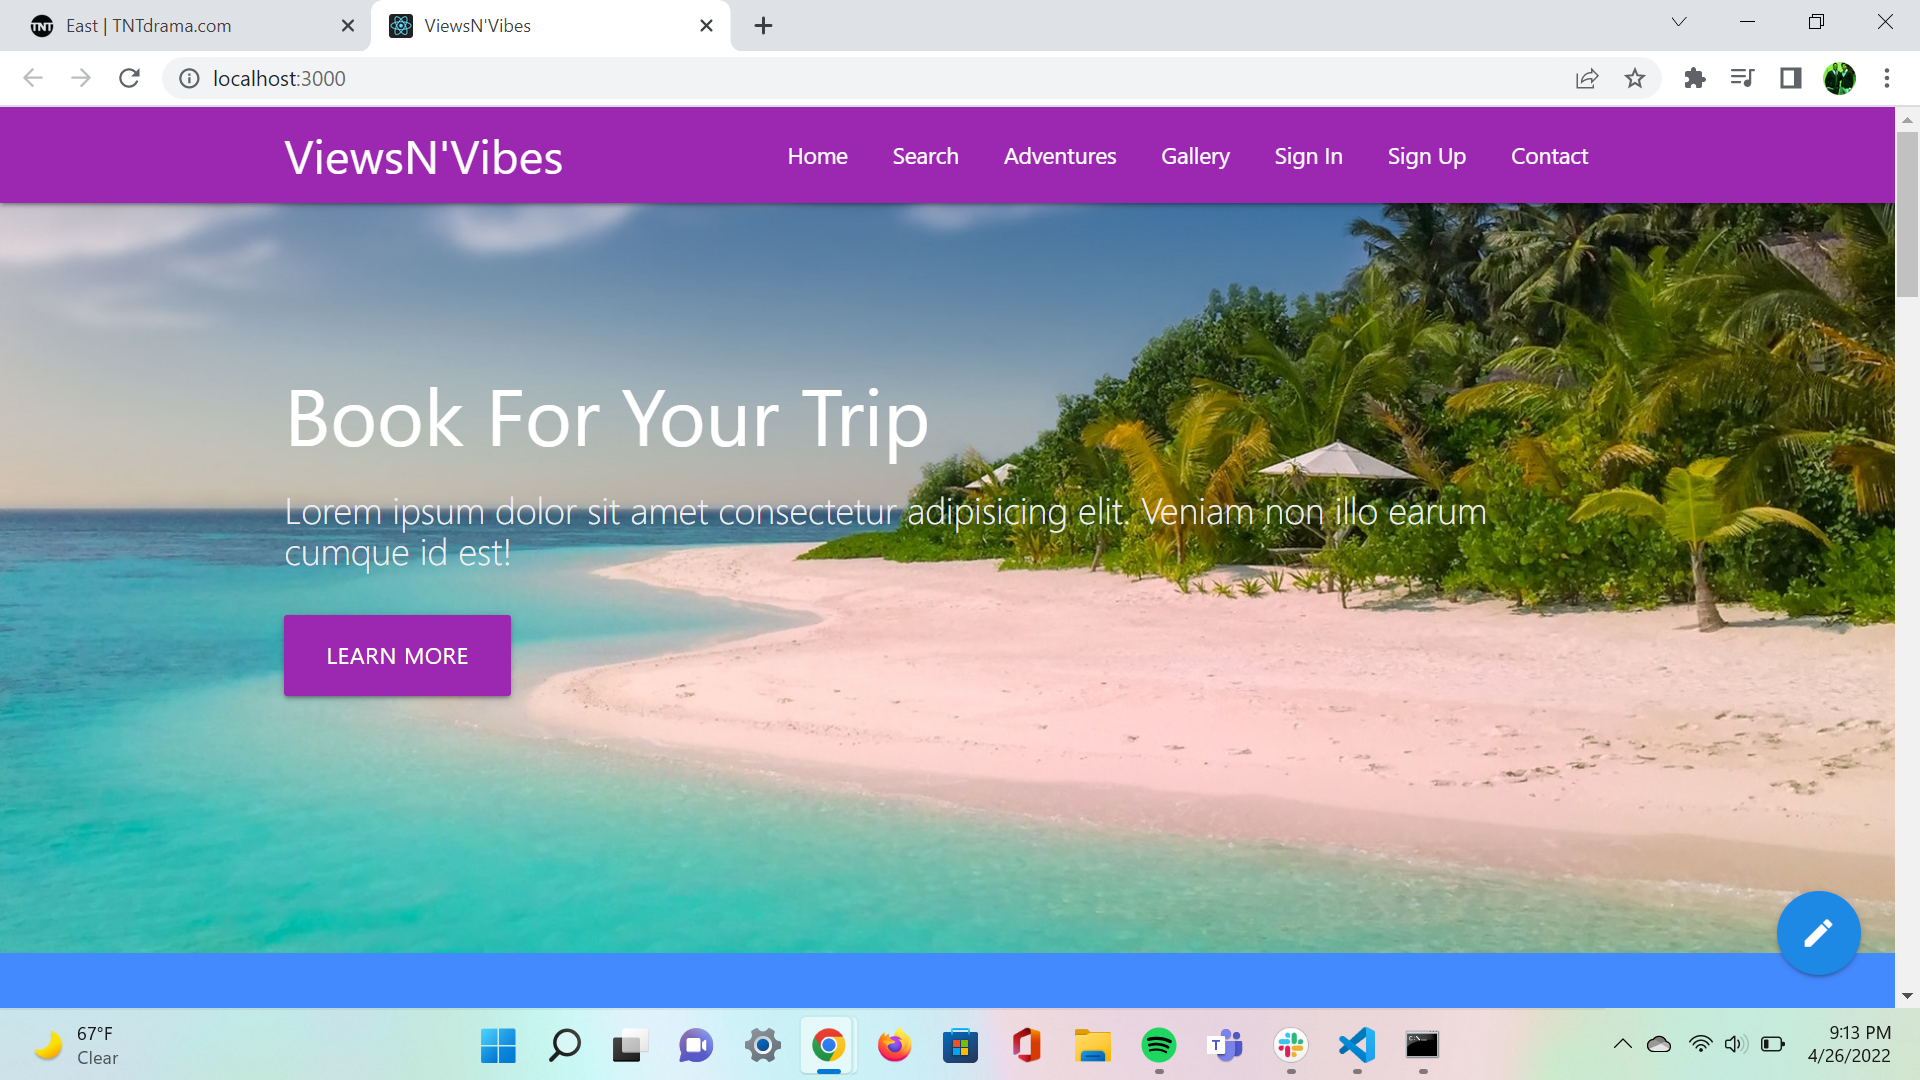 TNT East | TNTdrama.com
ViewsN'Vibes
localhost:3000
ViewsN'Vibes
Home Search Adventures Gallery Sign In Sign Up Contact
Book For Your Trip
Lorem ipsum dolor sit amet consectetur adipisicing elit. Veniam non illo earum
cumque id est!
LEARN MORE
67°F
Clear
9:13 PM
4/26/2022